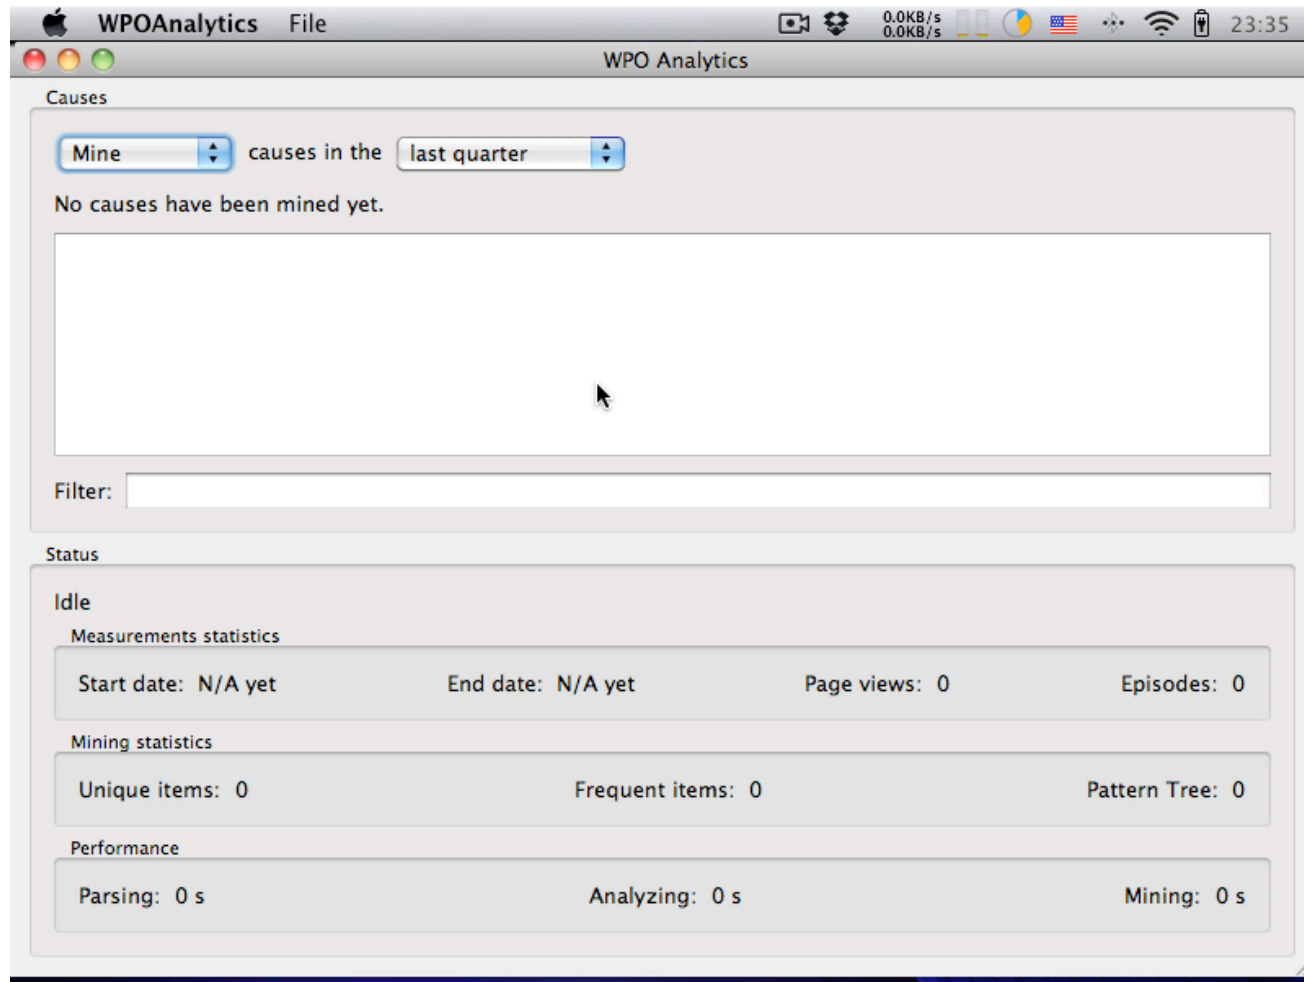 WPOAnalytics File 0.0KB/s 23:35
0.0KB/s
WPO Analytics
Causes
Mine causes in the last quarter
No causes have been mined yet.
Filter:
Status
Idle
Measurements statistics
Start date: N/A yet End date: N/A yet Page views: 0 Episodes: 0
Mining statistics
Unique items: 0 Frequent items: 0 Pattern Tree: 0
Performance
Parsing: 0 s Analyzing: 0 s Mining: 0 s